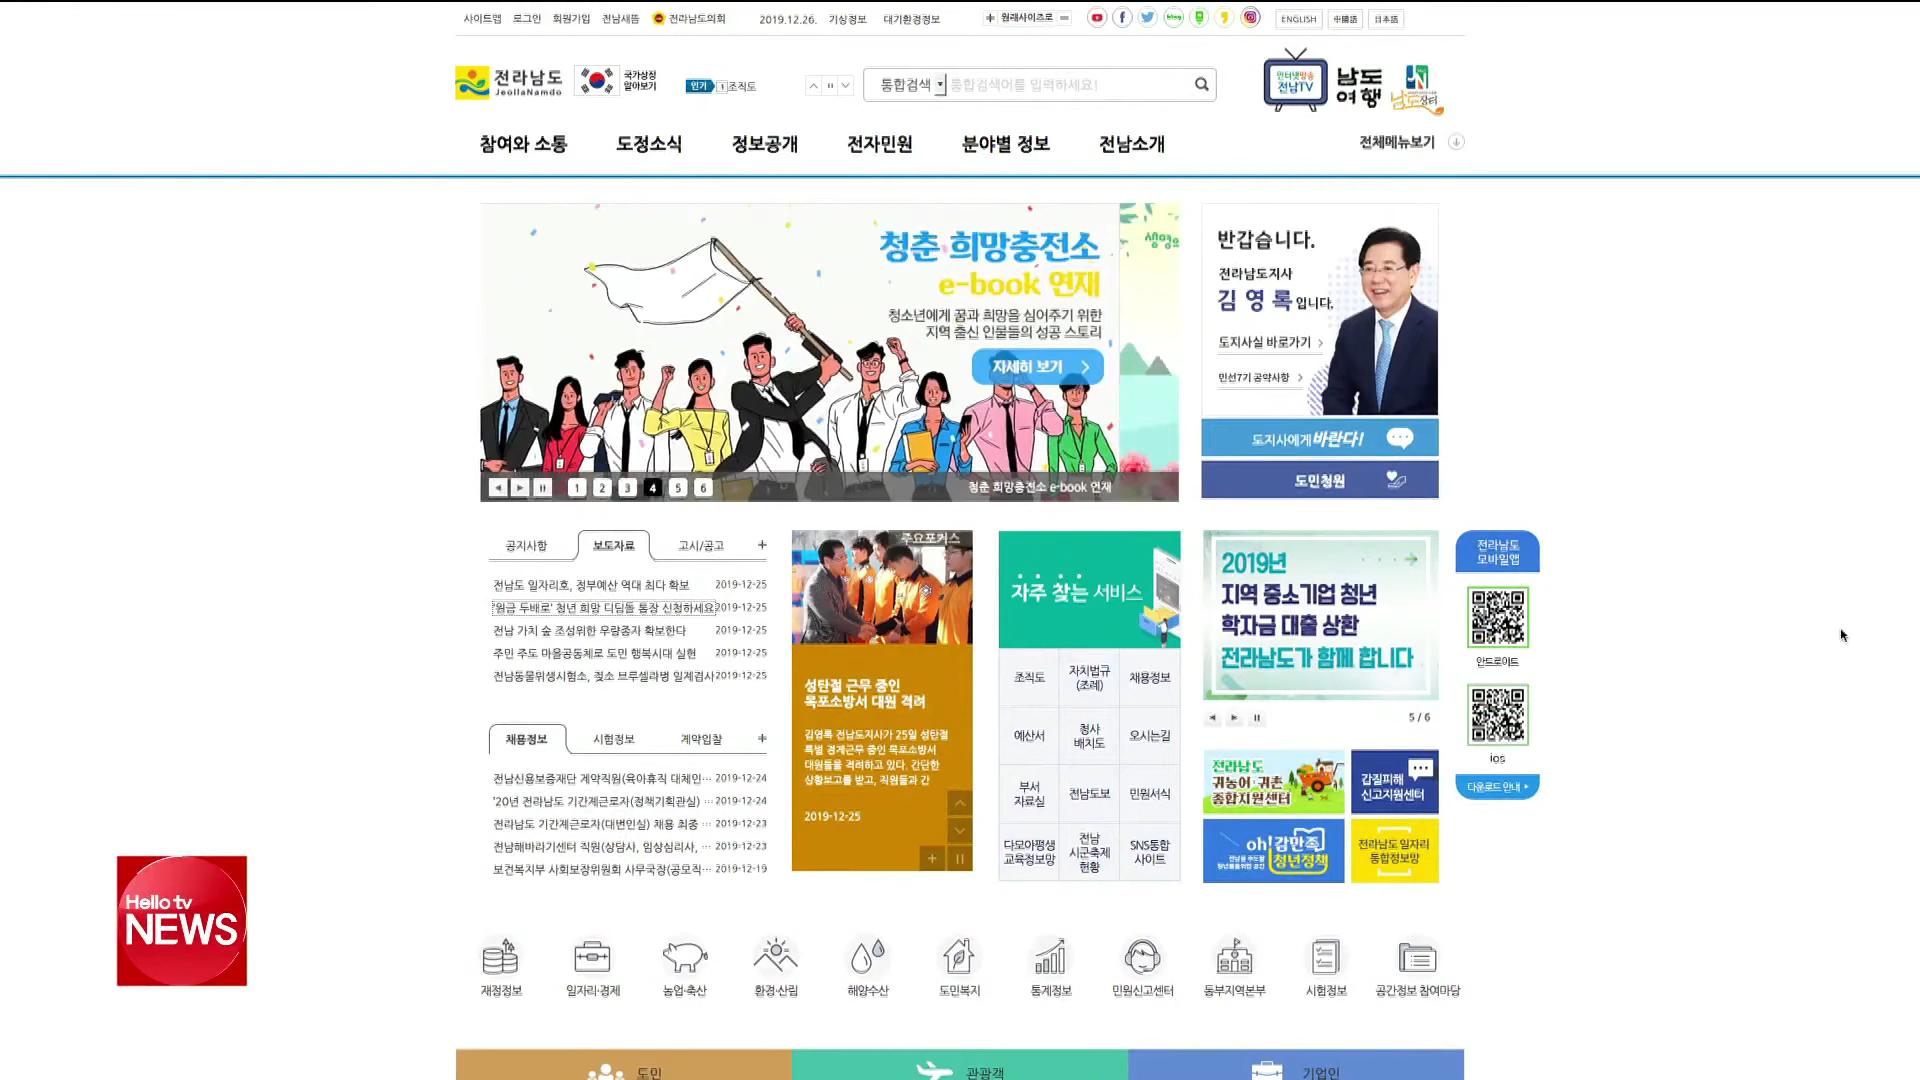 사이트맵 로그인 회원가입 전남새뜸 전라남도의회 2019.12.26. 기상정보 대기환경정보 원래사이즈로 ENGLISH 中國語 日本語
전라남도
JeollaNamdo
국가상징
알아보기
인기 1 조직도
통합검색 통합검색어를 입력하세요!
인터넷방송
전남TV
남도
여행
남도장터
참여와 소통 도정소식 정보공개 전자민원 분야별 정보 전남소개 전체메뉴보기
청춘 희망충전소
e-book 연재
청소년에게 꿈과 희망을 심어주기 위한
지역 출신 인물들의 성공 스토리
자세히 보기
1 2 3 4 5 6
청춘 희망충전소 e-book 연재
반갑습니다.
전라남도지사
김 영 록 입니다.
도지사실 바로가기
민선7기 공약사항
도지사에게 바란다!
도민청원
공지사항 보도자료 고시/공고 +
전남도 일자리호, 정부예산 역대 최다 확보 2019-12-25
'원금 두배로' 청년 희망 디딤돌 통장 신청하세요 2019-12-25
전남 가치 숲 조성위한 우량종자 확보한다 2019-12-25
주민 주도 마을공동체로 도민 행복시대 실현 2019-12-25
전남동물위생시험소, 젖소 브루셀라병 일제검사 2019-12-25
채용정보 시험정보 계약입찰 +
전남신용보증재단 계약직원(육아휴직 대체인··· 2019-12-24
'20년 전라남도 기간제근로자(정책기획관실) ··· 2019-12-24
전라남도 기간제근로자(대변인실) 채용 최종 ··· 2019-12-23
전남해바라기센터 직원(상담사, 임상심리사, ··· 2019-12-23
보건복지부 사회보장위원회 사무국장(공모직··· 2019-12-19
주요포커스
성탄절 근무 중인
목포소방서 대원 격려
김영록 전남도지사가 25일 성탄절
특별 경계근무 중인 목포소방서
대원들을 격려하고 있다. 간단한
상황보고를 받고, 직원들과 간
2019-12-25
자주 찾는 서비스
조직도 자치법규 (조례) 채용정보
예산서 청사 배치도 오시는길
부서 자료실 전남도보 민원서식
다모아평생 교육정보망 전남 시군축제 현황 SNS통합 사이트
2019년
지역 중소기업 청년
학자금 대출 상환
전라남도가 함께 합니다
5 / 6
전라남도
귀농어·귀촌
종합지원센터
갑질피해
신고지원센터
oh!감만족
청년정책
전라남도 일자리
통합정보망
전라남도
모바일앱
안드로이드
ios
다운로드 안내
Hello tv
NEWS
재정정보 일자리·경제 농업·축산 환경·산림 해양수산 도민복지 통계정보 민원신고센터 동부지역본부 시험정보 공간정보 참여마당
도민 관광객 기업인